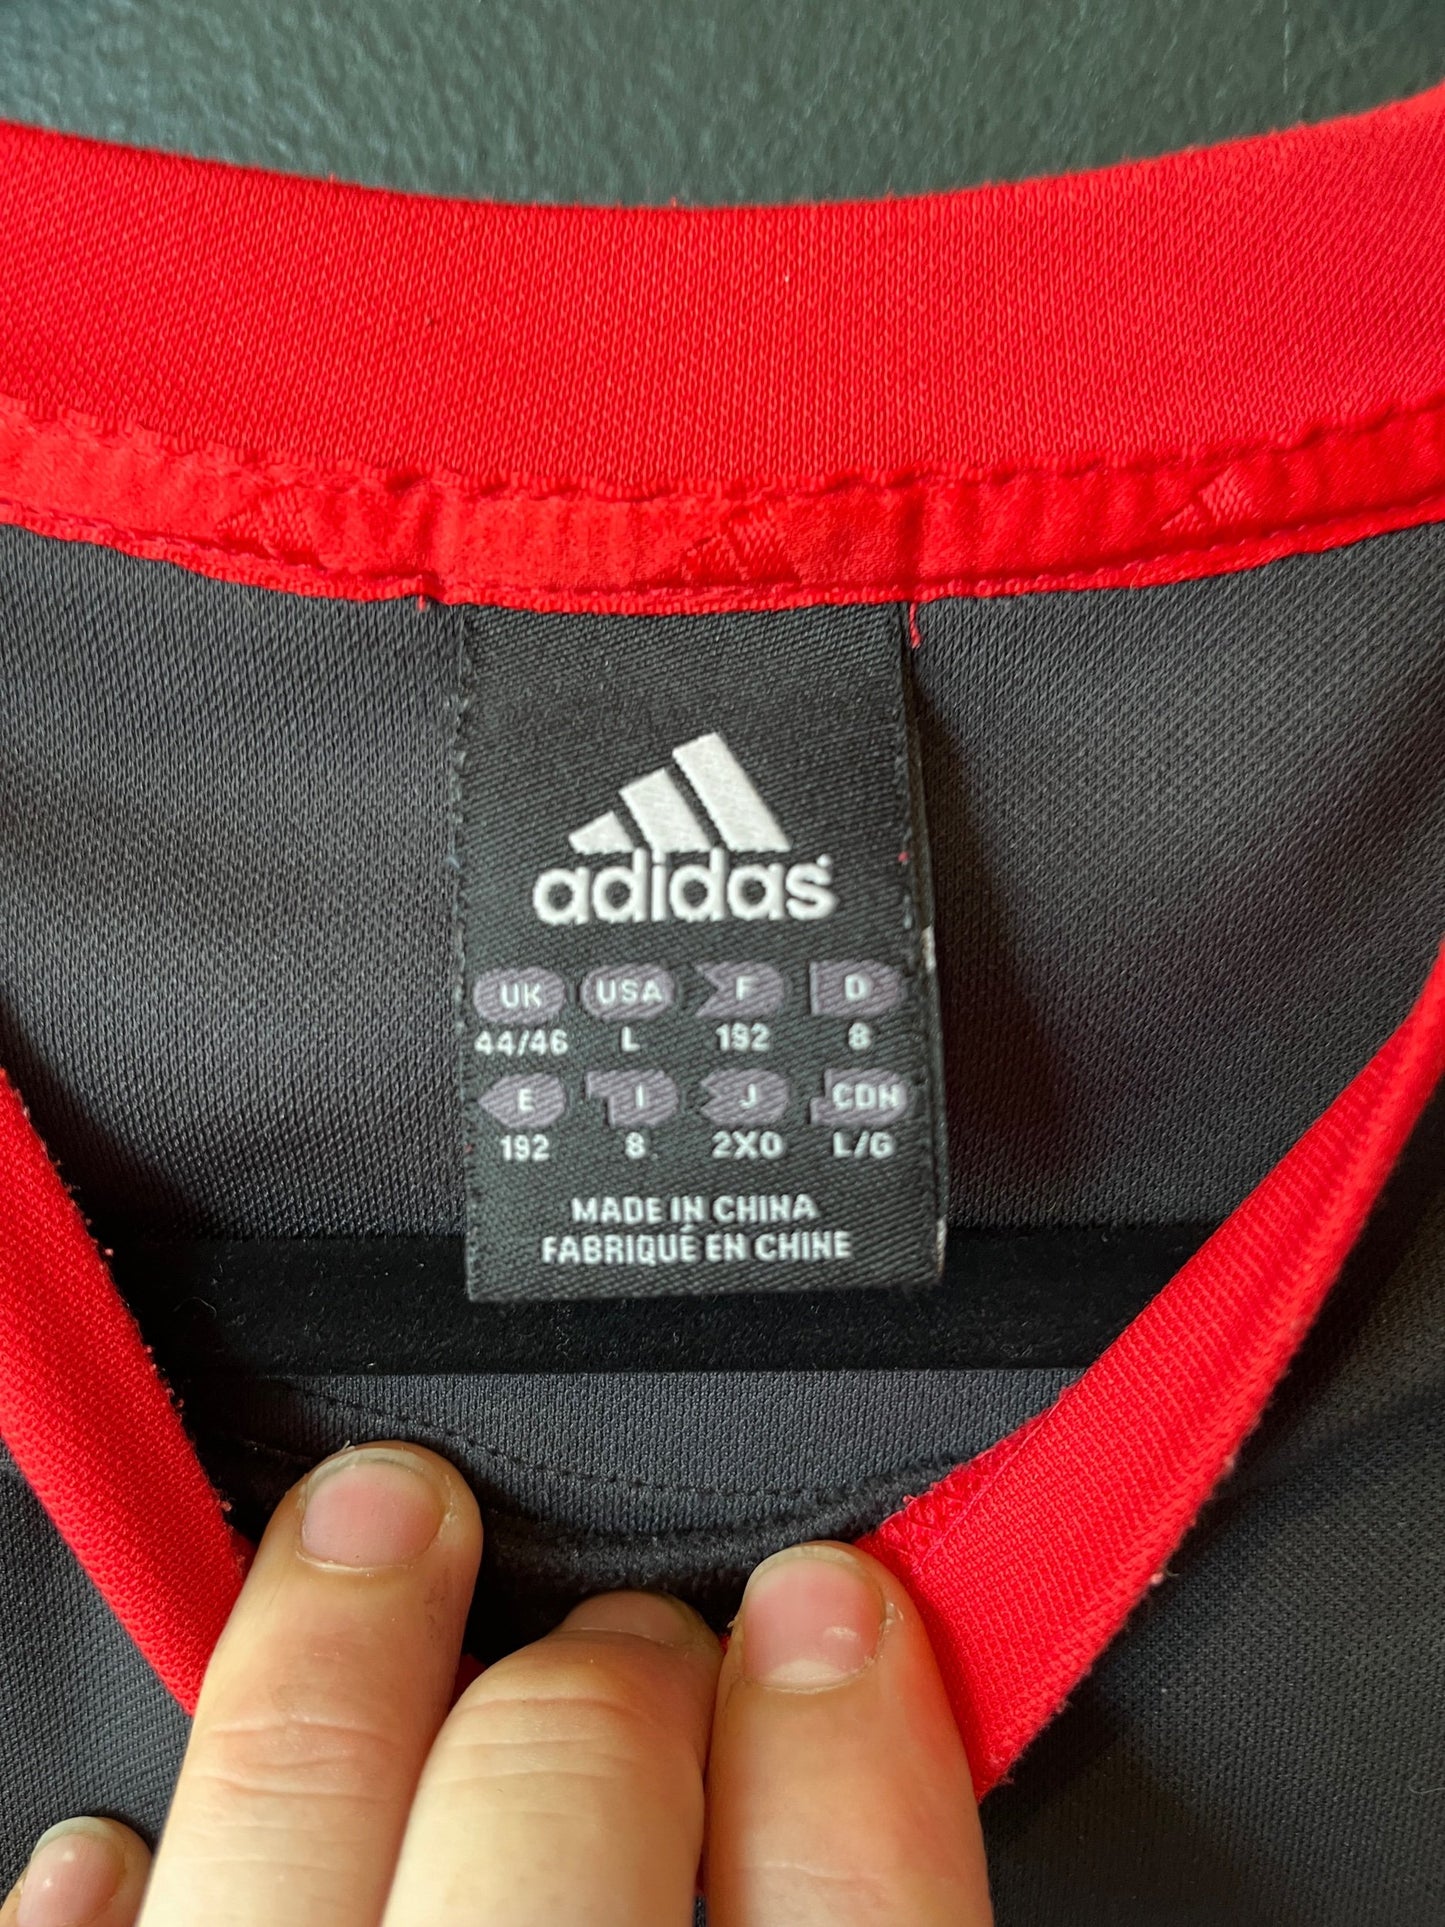 adidas
UK USA F D
44/46 L 192 8
E I J CDN
192 8 2XO L/G
MADE IN CHINA
FABRIQUÉ EN CHINE